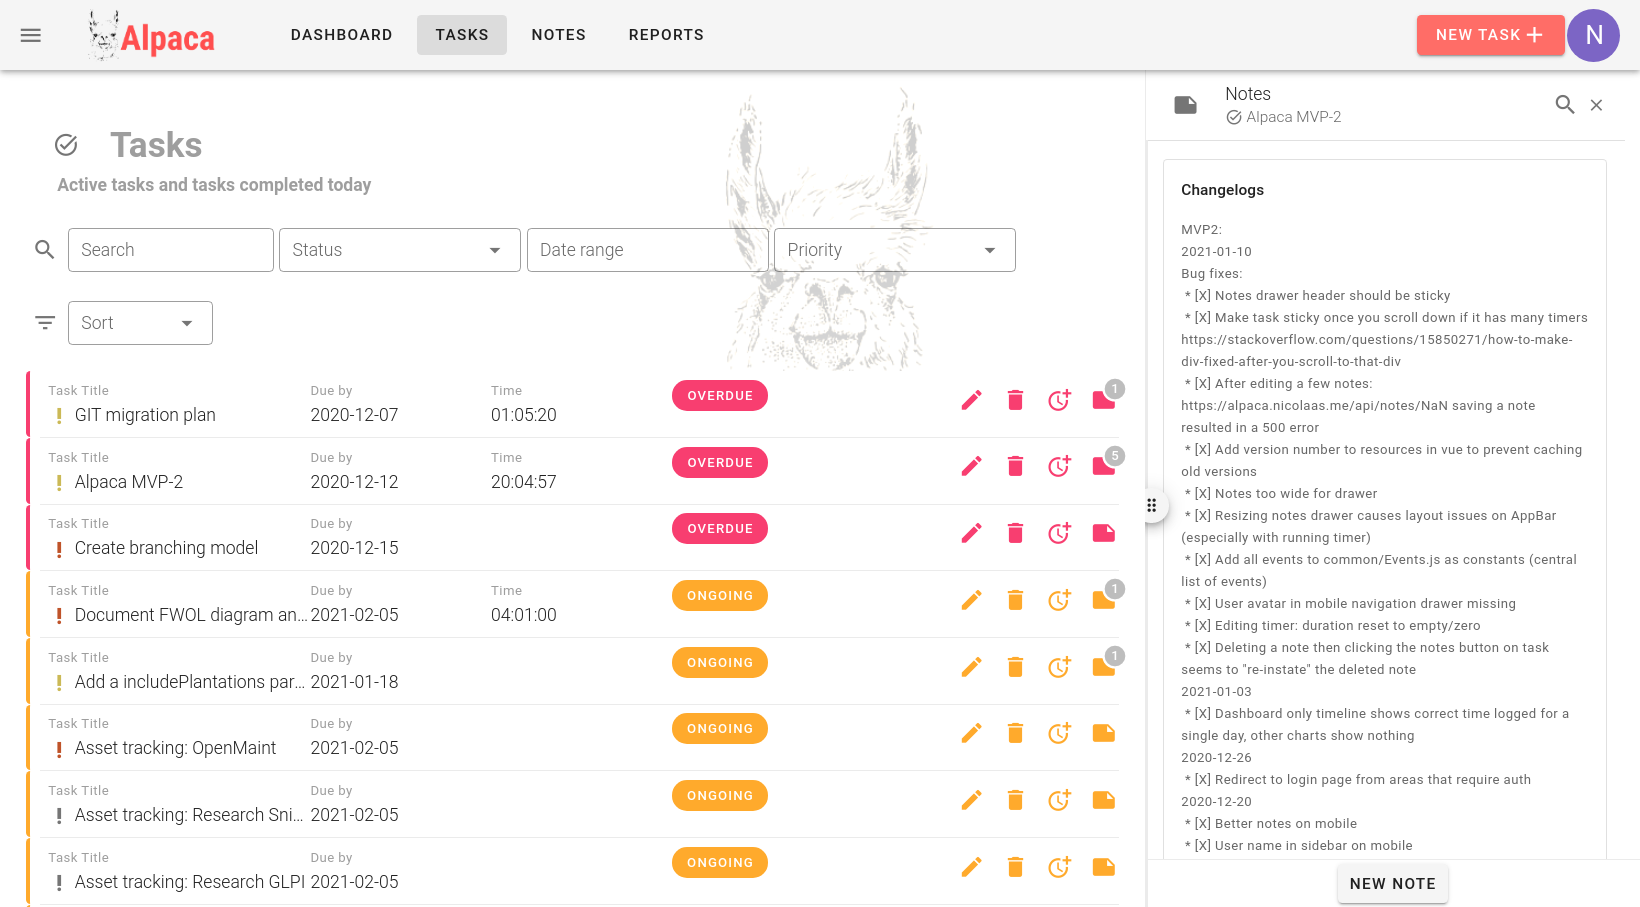 Alpaca
DASHBOARD
TASKS
NOTES
REPORTS
NEW TASK
N
Tasks
Active tasks and tasks completed today
Search
Status
Date range
Priority
Sort
Task Title
Due by
Time
GIT migration plan
2020-12-07
01:05:20
OVERDUE
1
Task Title
Due by
Time
Alpaca MVP-2
2020-12-12
20:04:57
OVERDUE
5
Task Title
Due by
Create branching model
2020-12-15
OVERDUE
Task Title
Due by
Time
Document FWOL diagram an...
2021-02-05
04:01:00
ONGOING
1
Task Title
Due by
Add a includePlantations par...
2021-01-18
ONGOING
1
Task Title
Due by
Asset tracking: OpenMaint
2021-02-05
ONGOING
Task Title
Due by
Asset tracking: Research Sni...
2021-02-05
ONGOING
Task Title
Due by
Asset tracking: Research GLPI
2021-02-05
ONGOING
Notes
Alpaca MVP-2
Changelogs
MVP2:
2021-01-10
Bug fixes:
* [X] Notes drawer header should be sticky
* [X] Make task sticky once you scroll down if it has many timers
https://stackoverflow.com/questions/15850271/how-to-make-
div-fixed-after-you-scroll-to-that-div
* [X] After editing a few notes:
https://alpaca.nicolaas.me/api/notes/NaN saving a note
resulted in a 500 error
* [X] Add version number to resources in vue to prevent caching
old versions
* [X] Notes too wide for drawer
* [X] Resizing notes drawer causes layout issues on AppBar
(especially with running timer)
* [X] Add all events to common/Events.js as constants (central
list of events)
* [X] User avatar in mobile navigation drawer missing
* [X] Editing timer: duration reset to empty/zero
* [X] Deleting a note then clicking the notes button on task
seems to "re-instate" the deleted note
2021-01-03
* [X] Dashboard only timeline shows correct time logged for a
single day, other charts show nothing
2020-12-26
* [X] Redirect to login page from areas that require auth
2020-12-20
* [X] Better notes on mobile
* [X] User name in sidebar on mobile
NEW NOTE